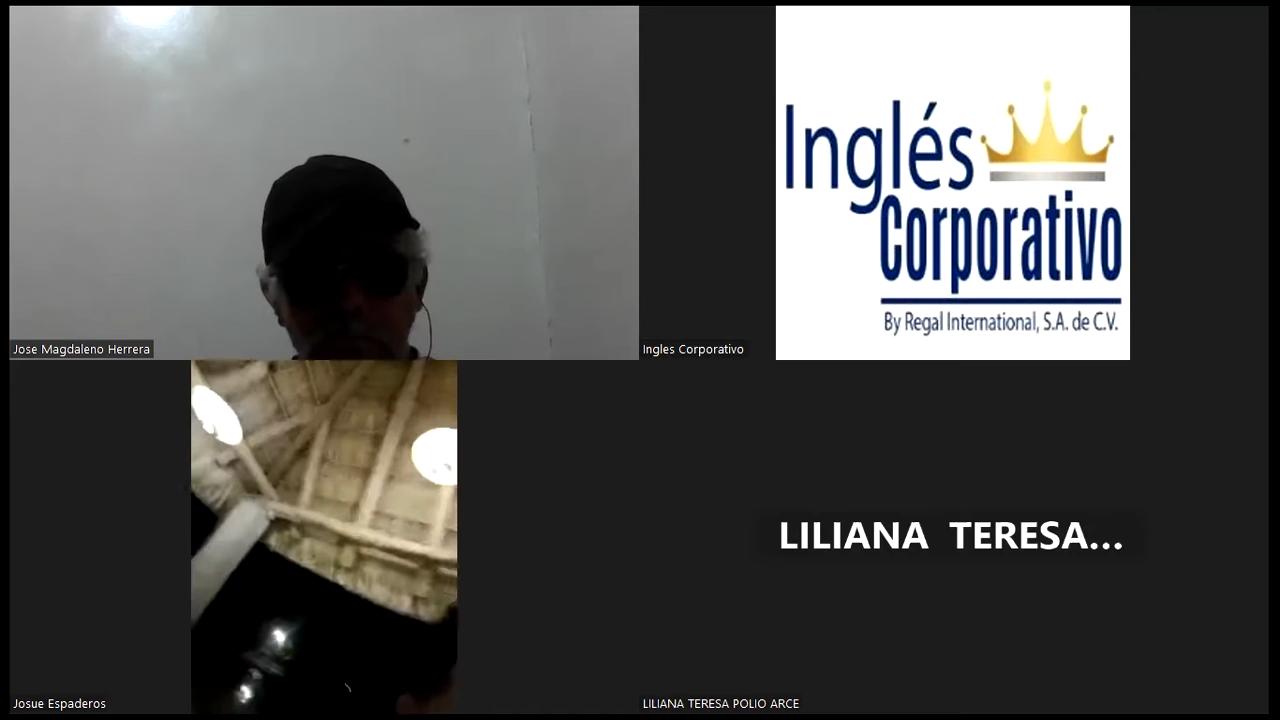 Inglés
Corporativo
By Regal International, S.A. de C.V.
Jose Magdaleno Herrera
Ingles Corporativo
LILIANA TERESA...
Josue Espaderos
LILIANA TERESA POLIO ARCE